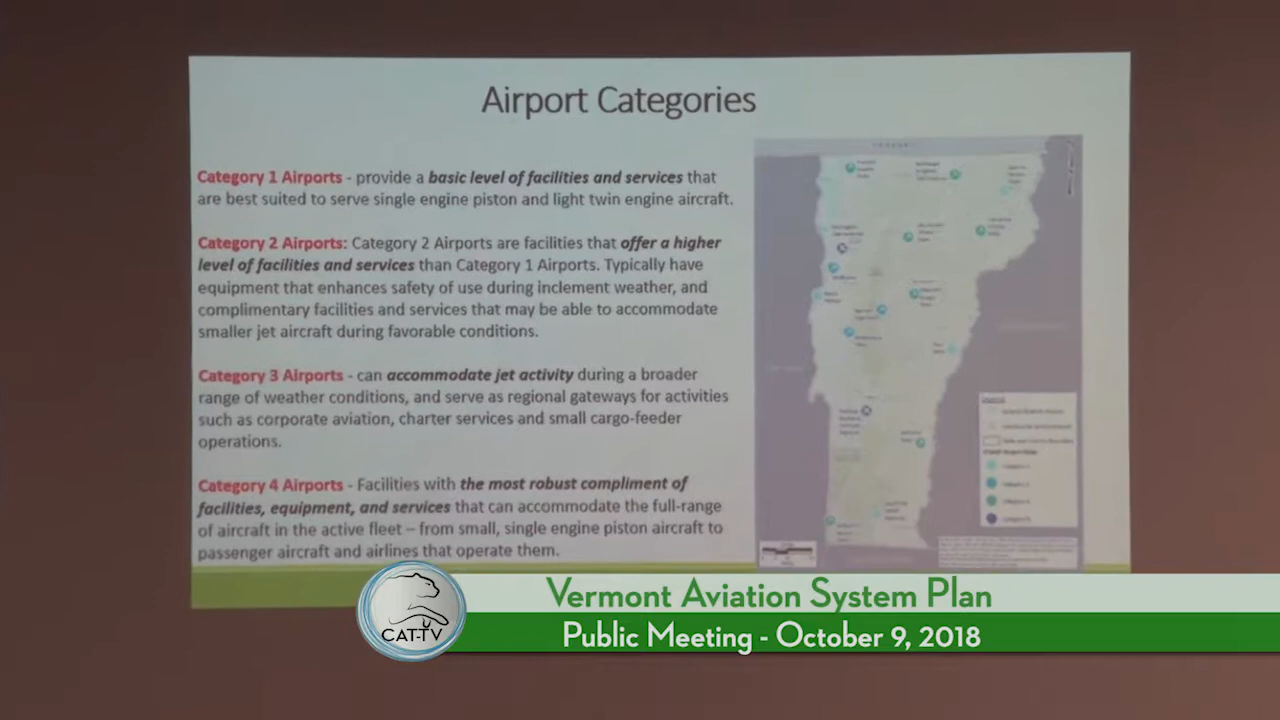 Airport Categories
Category 1 Airports - provide a basic level of facilities and services that
are best suited to serve single engine piston and light twin engine aircraft.
Category 2 Airports: Category 2 Airports are facilities that offer a higher
level of facilities and services than Category 1 Airports. Typically have
equipment that enhances safety of use during inclement weather, and
complimentary facilities and services that may be able to accommodate
smaller jet aircraft during favorable conditions.
Category 3 Airports - can accommodate jet activity during a broader
range of weather conditions, and serve as regional gateways for activities
such as corporate aviation, charter services and small cargo-feeder
operations.
Category 4 Airports - Facilities with the most robust compliment of
facilities, equipment, and services that can accommodate the full-range
of aircraft in the active fleet – from small, single engine piston aircraft to
passenger aircraft and airlines that operate them.
CAT-TV
Vermont Aviation System Plan
Public Meeting - October 9, 2018